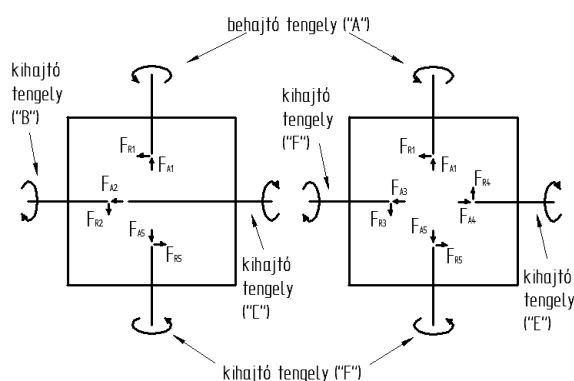 behajtó tengely ("A")
kihajtó
tengely
("B")
kihajtó
tengely
("F")
F_R1
F_A1
F_A2
F_R2
F_A5
F_R5
F_R1
F_A1
F_A3
F_R3
F_R4
F_A4
F_A5
F_R5
kihajtó
tengely
("C")
kihajtó
tengely
("E")
kihajtó tengely ("F")